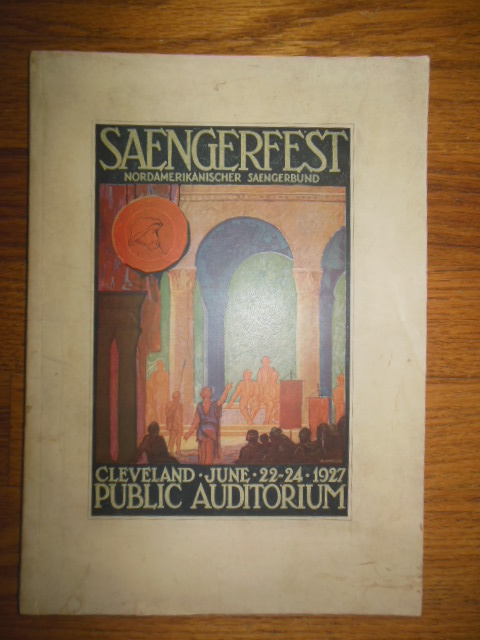 SAENGERFEST
NORDAMERIKANISCHER SAENGERBUND
CLEVELAND · JUNE · 22-24 · 1927
PUBLIC AUDITORIUM